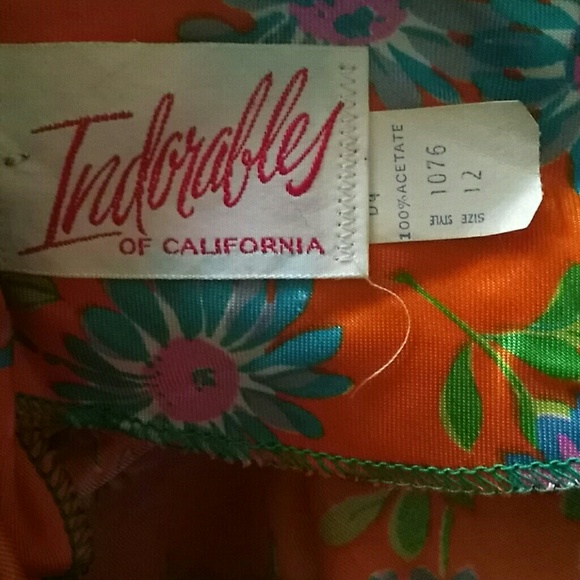 Indorables
OF CALIFORNIA
100% ACETATE
STYLE 1076
SIZE 12